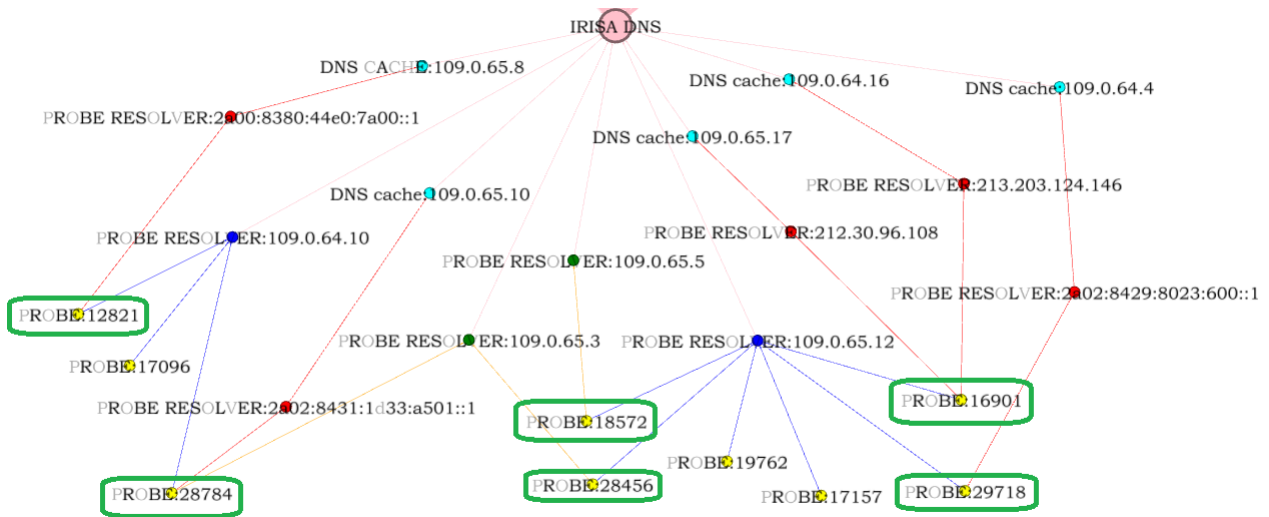 IRISA DNS
DNS CACHE:109.0.65.8
DNS cache:109.0.64.16
DNS cache:109.0.64.4
PROBE RESOLVER:2a00:8380:44e0:7a00::1
DNS cache:109.0.65.17
PROBE RESOLVER:213.203.124.146
DNS cache:109.0.65.10
PROBE RESOLVER:109.0.64.10
PROBE RESOLVER:212.30.96.108
PROBE RESOLVER:109.0.65.5
PROBE RESOLVER:2a02:8429:8023:600::1
PROBE:12821
PROBE RESOLVER:109.0.65.3
PROBE RESOLVER:109.0.65.12
PROBE:17096
PROBE:16901
PROBE RESOLVER:2a02:8431:1d33:a501::1
PROBE:18572
PROBE:19762
PROBE:28784
PROBE:28456
PROBE:17157
PROBE:29718